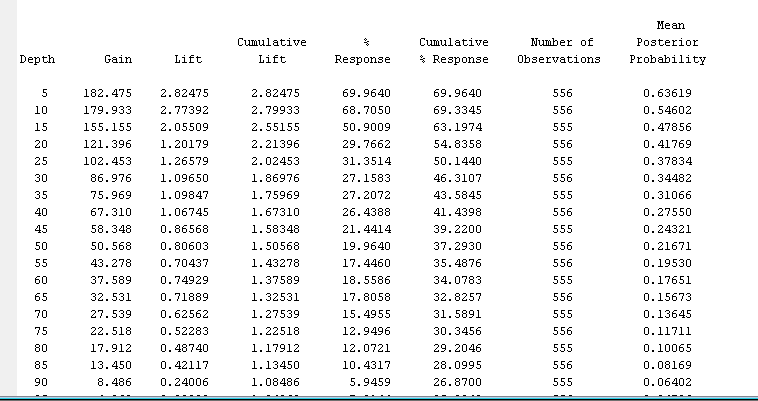 Mean
Cumulative % Cumulative Number of Posterior
Depth Gain Lift Lift Response % Response Observations Probability
5 182.475 2.82475 2.82475 69.9640 69.9640 556 0.63619
10 179.933 2.77392 2.79933 68.7050 69.3345 556 0.54602
15 155.155 2.05509 2.55155 50.9009 63.1974 555 0.47856
20 121.396 1.20179 2.21396 29.7662 54.8358 556 0.41769
25 102.453 1.26579 2.02453 31.3514 50.1440 555 0.37834
30 86.976 1.09650 1.86976 27.1583 46.3107 556 0.34482
35 75.969 1.09847 1.75969 27.2072 43.5845 555 0.31066
40 67.310 1.06745 1.67310 26.4388 41.4398 556 0.27550
45 58.348 0.86568 1.58348 21.4414 39.2200 555 0.24321
50 50.568 0.80603 1.50568 19.9640 37.2930 556 0.21671
55 43.278 0.70437 1.43278 17.4460 35.4876 556 0.19530
60 37.589 0.74929 1.37589 18.5586 34.0783 555 0.17651
65 32.531 0.71889 1.32531 17.8058 32.8257 556 0.15673
70 27.539 0.62562 1.27539 15.4955 31.5891 555 0.13645
75 22.518 0.52283 1.22518 12.9496 30.3456 556 0.11711
80 17.912 0.48740 1.17912 12.0721 29.2046 555 0.10065
85 13.450 0.42117 1.13450 10.4317 28.0995 556 0.08169
90 8.486 0.24006 1.08486 5.9459 26.8700 555 0.06402